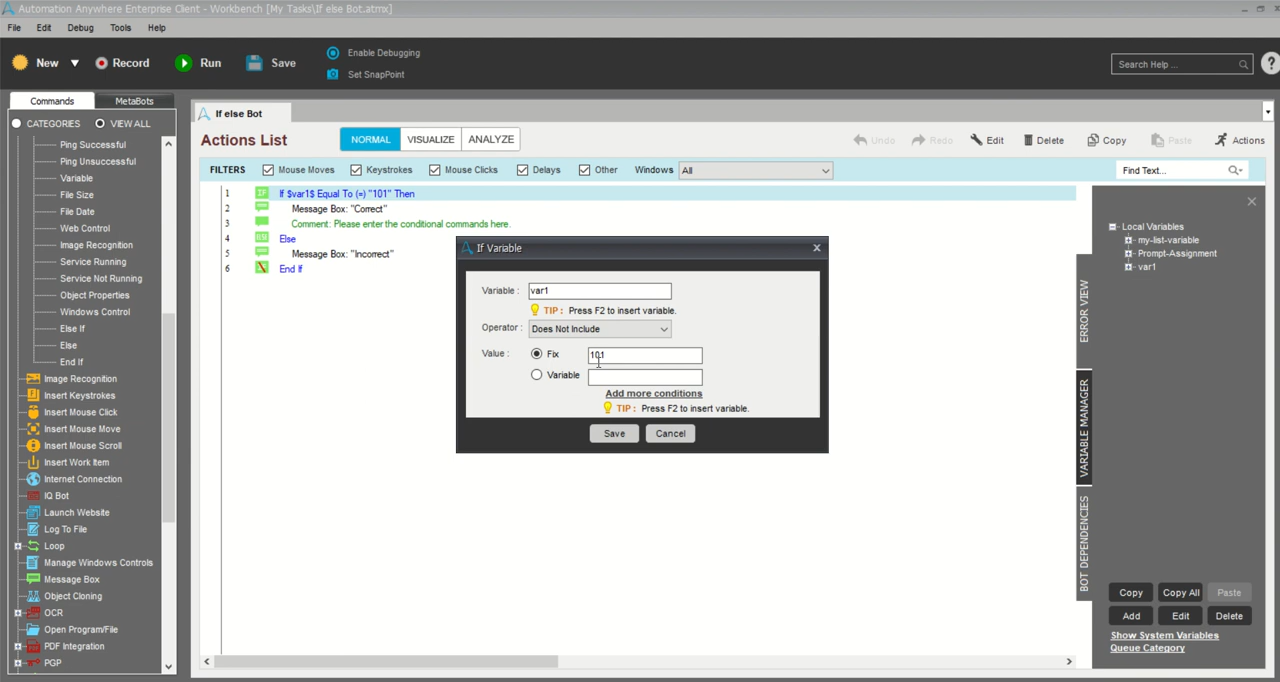 Automation Anywhere Enterprise Client - Workbench [My Tasks\If else Bot.atmx]
File Edit Debug Tools Help
New Record Run Save
Enable Debugging
Set SnapPoint
Search Help ...
?
Commands MetaBots
CATEGORIES VIEW ALL
Ping Successful
Ping Unsuccessful
Variable
File Size
File Date
Web Control
Image Recognition
Service Running
Service Not Running
Object Properties
Windows Control
Else If
Else
End If
Image Recognition
Insert Keystrokes
Insert Mouse Click
Insert Mouse Move
Insert Mouse Scroll
Insert Work Item
Internet Connection
IQ Bot
Launch Website
Log To File
Loop
Manage Windows Controls
Message Box
Object Cloning
OCR
Open Program/File
PDF Integration
PGP
If else Bot
Actions List NORMAL VISUALIZE ANALYZE Undo Redo Edit Delete Copy Paste Actions
FILTERS Mouse Moves Keystrokes Mouse Clicks Delays Other Windows All Find Text...
1 IF If $var1$ Equal To (=) "101" Then
2 Message Box: "Correct"
3 Comment: Please enter the conditional commands here.
4 Else
5 Message Box: "Incorrect"
6 End If
If Variable
Variable : var1
TIP : Press F2 to insert variable.
Operator : Does Not Include
Value : Fix 101
Variable
Add more conditions
TIP : Press F2 to insert variable.
Save Cancel
ERROR VIEW
VARIABLE MANAGER
BOT DEPENDENCIES
Local Variables
my-list-variable
Prompt-Assignment
var1
Copy Copy All Paste
Add Edit Delete
Show System Variables
Queue Category